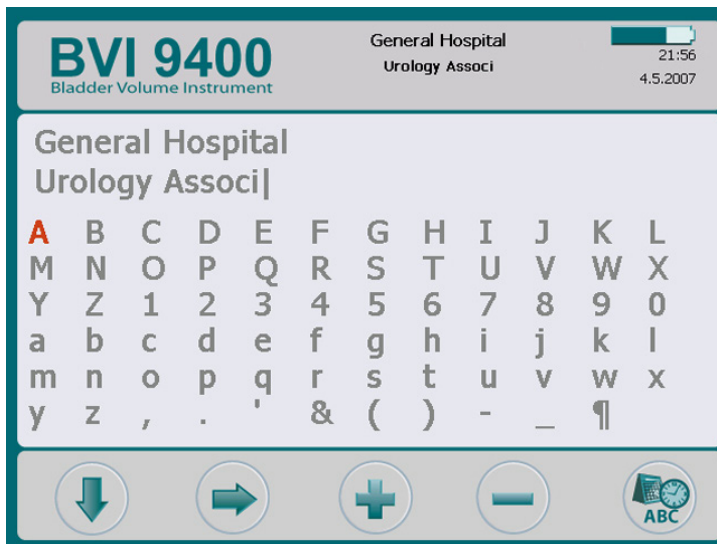 BVI 9400
Bladder Volume Instrument
General Hospital
Urology Associ
21:56
4.5.2007
General Hospital
Urology Associ|
A B C D E F G H I J K L
M N O P Q R S T U V W X
Y Z 1 2 3 4 5 6 7 8 9 0
a b c d e f g h i j k l
m n o p q r s t u v w x
y z , . ' & ( ) - _ ¶
ABC